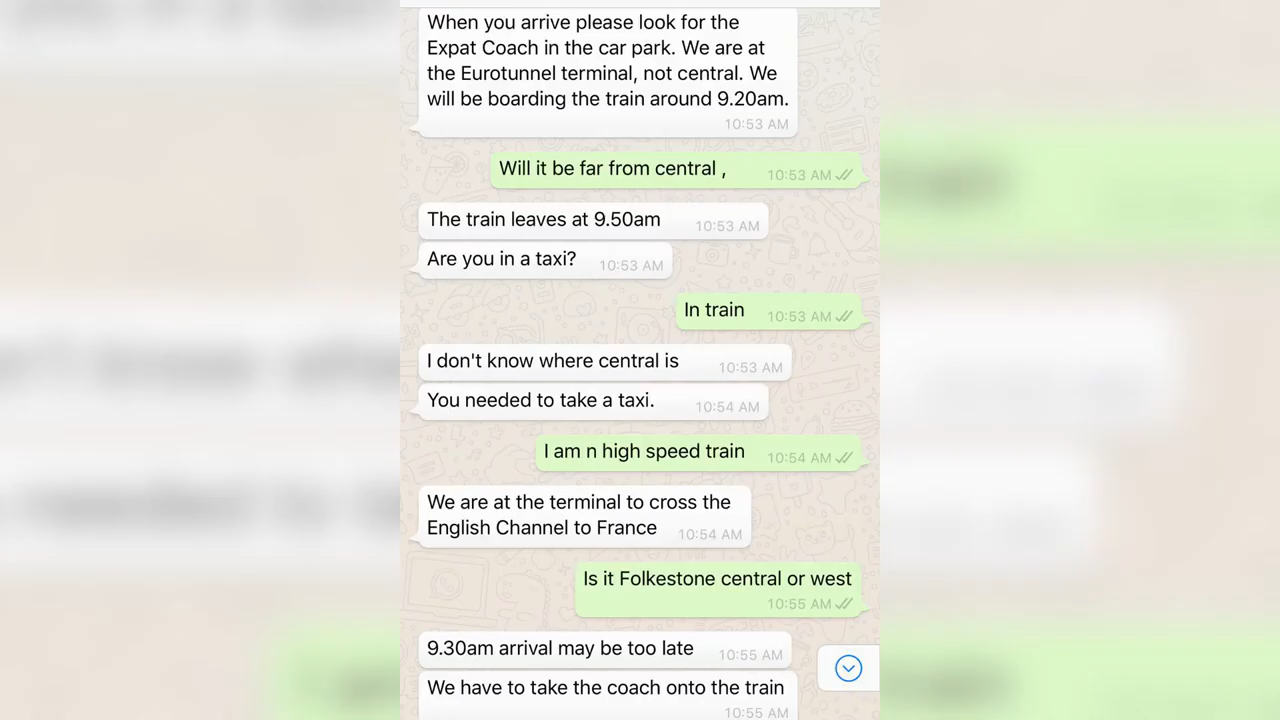 When you arrive please look for the
Expat Coach in the car park. We are at
the Eurotunnel terminal, not central. We
will be boarding the train around 9.20am.
10:53 AM
Will it be far from central ,
10:53 AM
The train leaves at 9.50am
10:53 AM
Are you in a taxi?
10:53 AM
In train
10:53 AM
I don't know where central is
10:53 AM
You needed to take a taxi.
10:54 AM
I am n high speed train
10:54 AM
We are at the terminal to cross the
English Channel to France
10:54 AM
Is it Folkestone central or west
10:55 AM
9.30am arrival may be too late
10:55 AM
We have to take the coach onto the train
10:55 AM